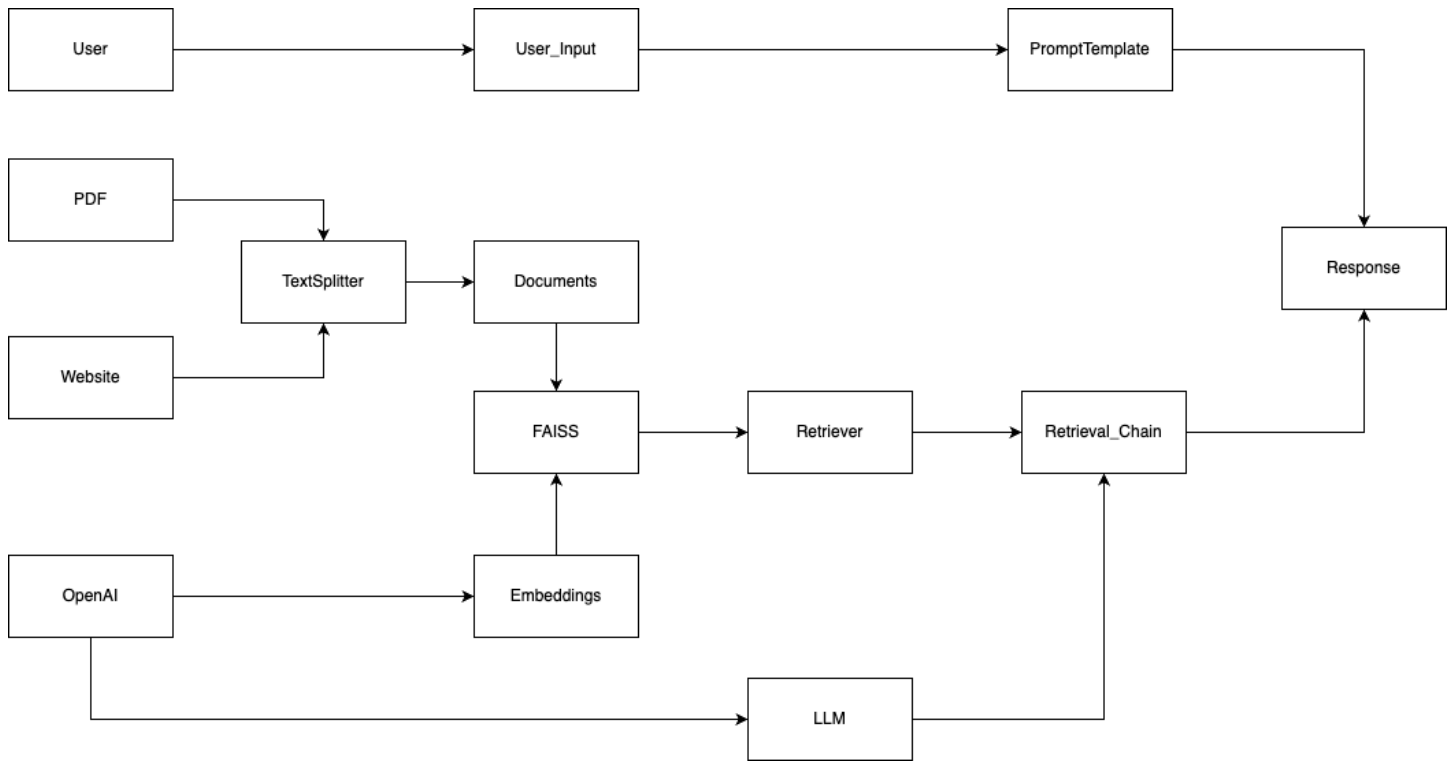 User
User_Input
PromptTemplate
PDF
TextSplitter
Documents
Response
Website
FAISS
Retriever
Retrieval_Chain
OpenAI
Embeddings
LLM